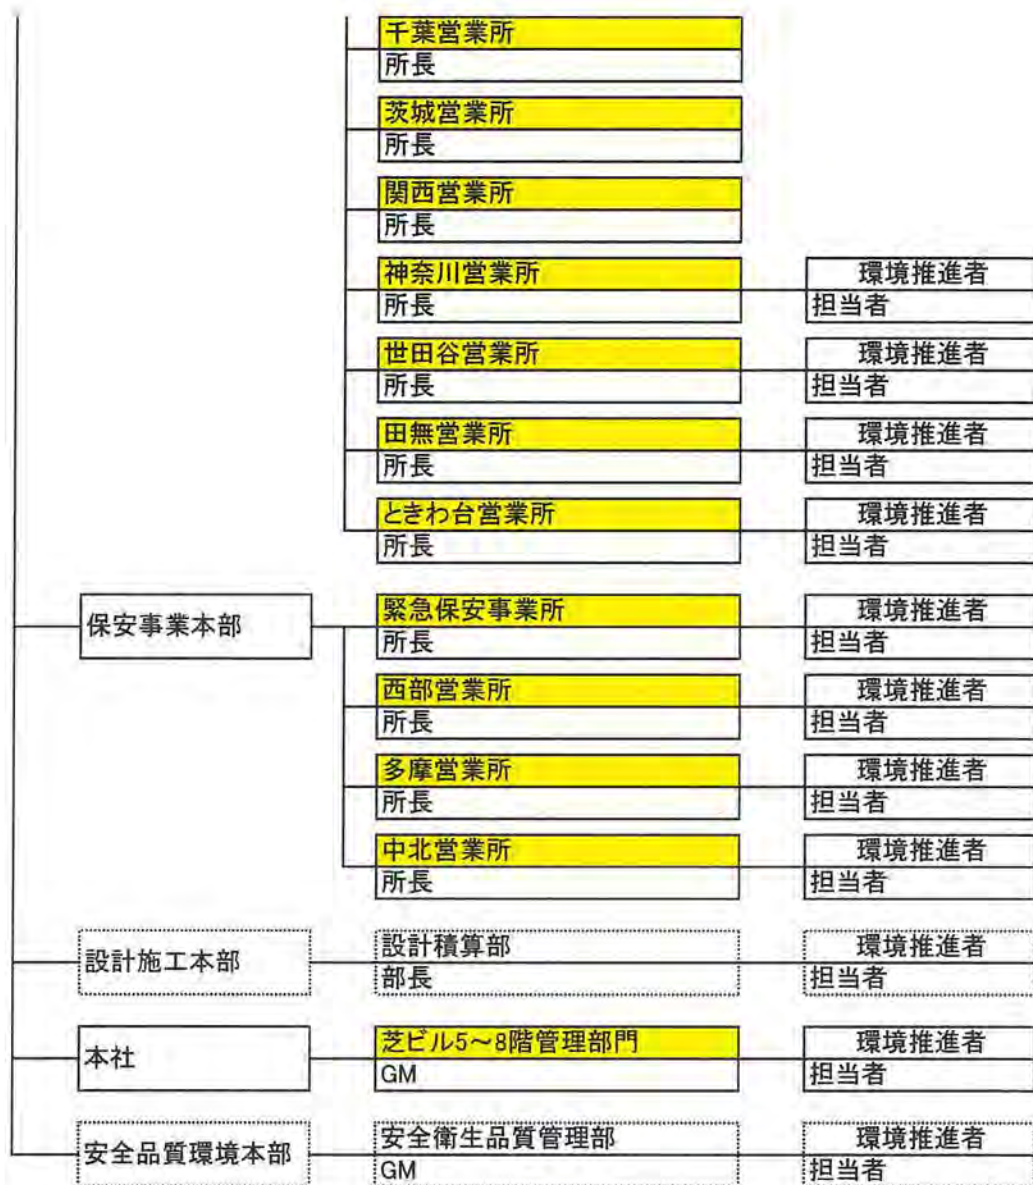 千葉営業所
所長
茨城営業所
所長
関西営業所
所長
神奈川営業所
所長
環境推進者
担当者
世田谷営業所
所長
環境推進者
担当者
田無営業所
所長
環境推進者
担当者
ときわ台営業所
所長
環境推進者
担当者
保安事業本部
緊急保安事業所
所長
環境推進者
担当者
西部営業所
所長
環境推進者
担当者
多摩営業所
所長
環境推進者
担当者
中北営業所
所長
環境推進者
担当者
設計施工本部
設計積算部
部長
環境推進者
担当者
本社
芝ビル5～8階管理部門
GM
環境推進者
担当者
安全品質環境本部
安全衛生品質管理部
GM
環境推進者
担当者